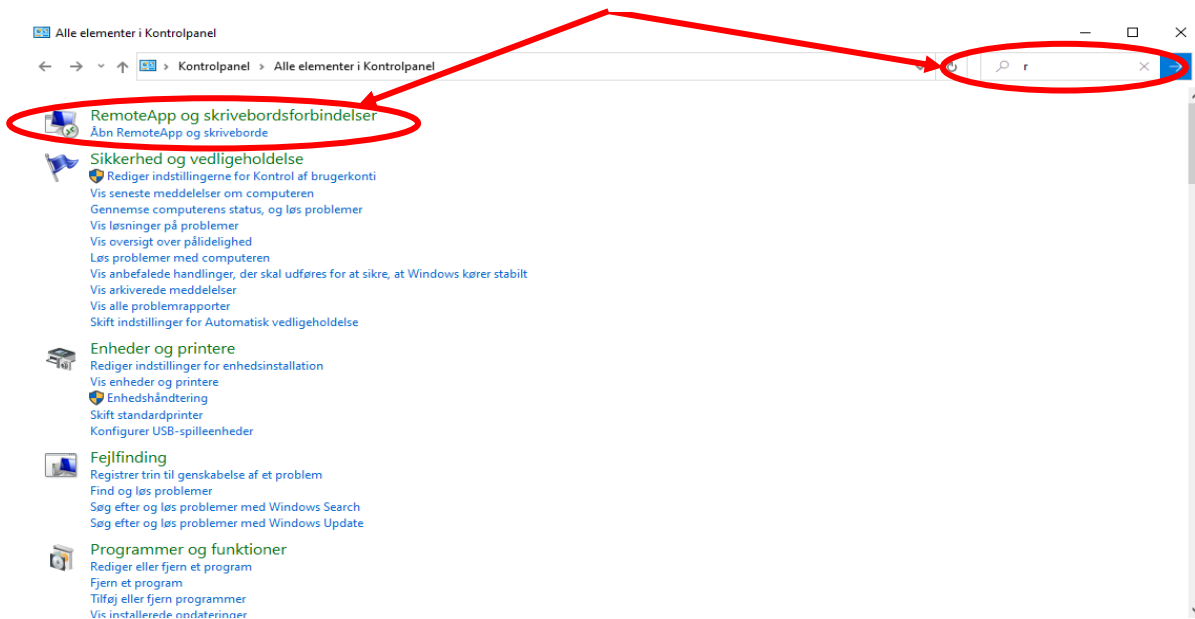 Alle elementer i Kontrolpanel
Kontrolpanel > Alle elementer i Kontrolpanel
r
RemoteApp og skrivebordsforbindelser
Åbn RemoteApp og skriveborde
Sikkerhed og vedligeholdelse
Rediger indstillingerne for Kontrol af brugerkonti
Vis seneste meddelelser om computeren
Gennemse computerens status, og løs problemer
Vis løsninger på problemer
Vis oversigt over pålidelighed
Løs problemer med computeren
Vis anbefalede handlinger, der skal udføres for at sikre, at Windows kører stabilt
Vis arkiverede meddelelser
Vis alle problemrapporter
Skift indstillinger for Automatisk vedligeholdelse
Enheder og printere
Rediger indstillinger for enhedsinstallation
Vis enheder og printere
Enhedshåndtering
Skift standardprinter
Konfigurer USB-spilleenheder
Fejlfinding
Registrer trin til genskabelse af et problem
Find og løs problemer
Søg efter og løs problemer med Windows Search
Søg efter og løs problemer med Windows Update
Programmer og funktioner
Rediger eller fjern et program
Fjern et program
Tilføj eller fjern programmer
Vis installerede opdateringer